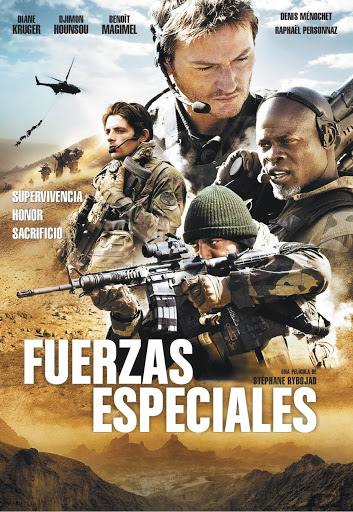 DIANE
KRUGER
DJIMON
HOUNSOU
BENOÎT
MAGIMEL
DENIS MÉNOCHET
RAPHAËL PERSONNAZ
SUPERVIVENCIA
HONOR
SACRIFICIO
FUERZAS
ESPECIALES
UNA PELÍCULA DE
STÉPHANE RYBOJAD